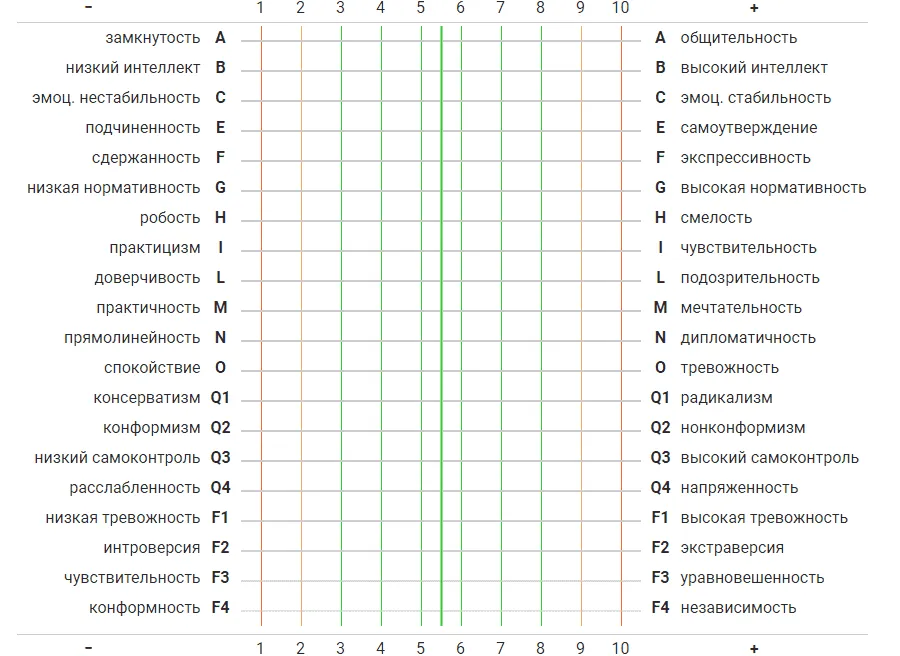 – 1 2 3 4 5 6 7 8 9 10 +
замкнутость A A общительность
низкий интеллект B B высокий интеллект
эмоц. нестабильность C C эмоц. стабильность
подчиненность E E самоутверждение
сдержанность F F экспрессивность
низкая нормативность G G высокая нормативность
робость H H смелость
практицизм I I чувствительность
доверчивость L L подозрительность
практичность M M мечтательность
прямолинейность N N дипломатичность
спокойствие O O тревожность
консерватизм Q1 Q1 радикализм
конформизм Q2 Q2 нонконформизм
низкий самоконтроль Q3 Q3 высокий самоконтроль
расслабленность Q4 Q4 напряженность
низкая тревожность F1 F1 высокая тревожность
интроверсия F2 F2 экстраверсия
чувствительность F3 F3 уравновешенность
конформность F4 F4 независимость
– 1 2 3 4 5 6 7 8 9 10 +